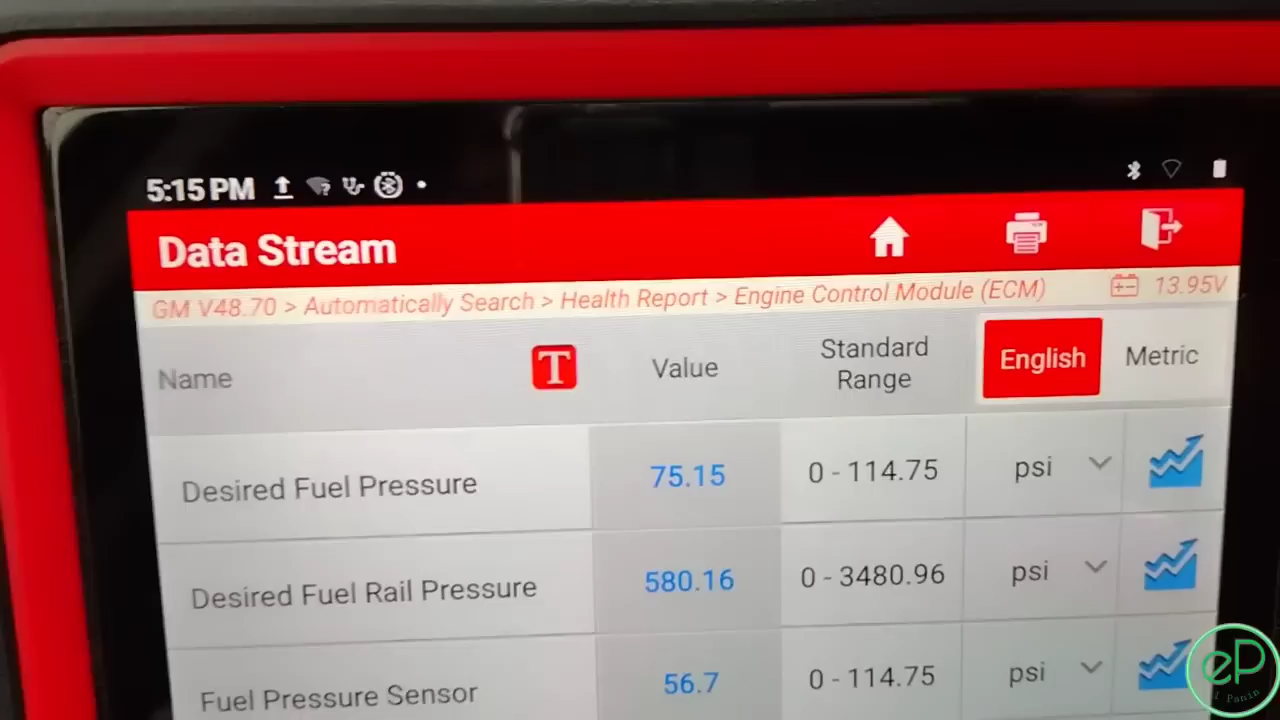 5:15 PM
Data Stream
GM V48.70 > Automatically Search > Health Report > Engine Control Module (ECM)
13.95V
Name
T
Value
Standard
Range
English
Metric
Desired Fuel Pressure
75.15
0 - 114.75
psi
Desired Fuel Rail Pressure
580.16
0 - 3480.96
psi
Fuel Pressure Sensor
56.7
0 - 114.75
psi
eP
I Panin